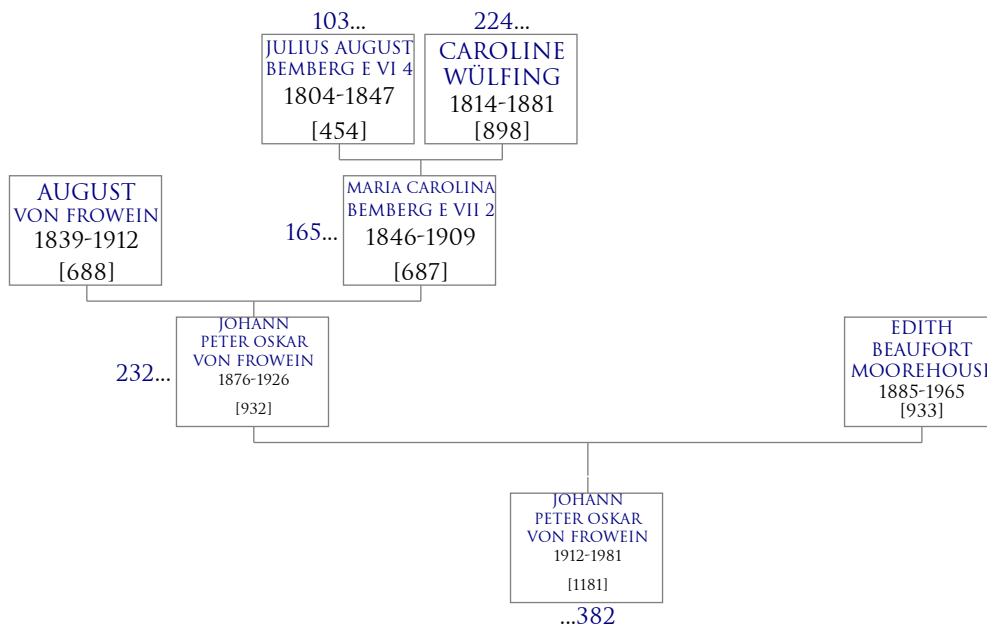 103...
224...
JULIUS AUGUST
BEMBERG E VI 4
1804-1847
[454]
CAROLINE
WÜLFING
1814-1881
[898]
AUGUST
VON FROWEIN
1839-1912
[688]
165...
MARIA CAROLINA
BEMBERG E VII 2
1846-1909
[687]
232...
JOHANN
PETER OSKAR
VON FROWEIN
1876-1926
[932]
EDITH
BEAUFORT
MOOREHOUSE
1885-1965
[933]
JOHANN
PETER OSKAR
VON FROWEIN
1912-1981
[1181]
...382